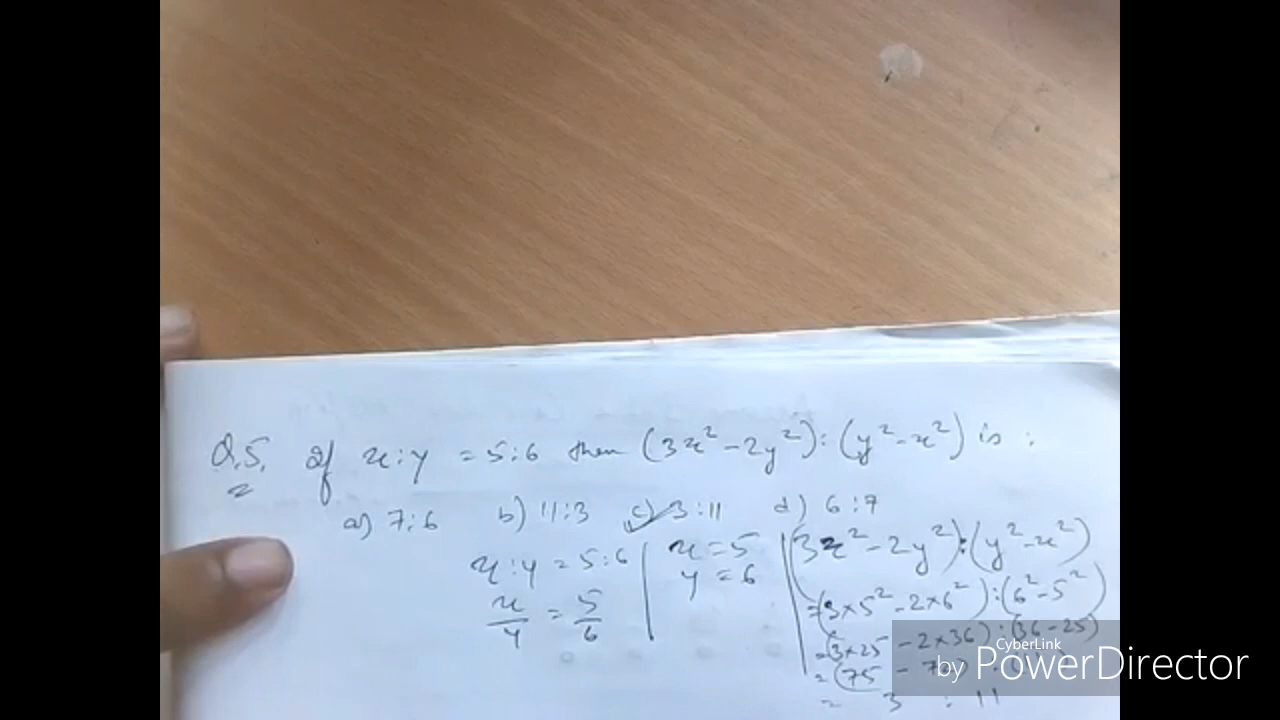 Q.5. If x:y = 5:6 then (3x² - 2y²):(y² - x²) is :
a) 7:6 b) 11:3 c) 3:11 d) 6:7
x:y = 5:6
x/y = 5/6
x = 5
y = 6
(3x² - 2y²):(y² - x²)
= (3×5² - 2×6²):(6² - 5²)
= (3×25 - 2×36):(36 - 25)
= (75 - 72) :
= 3 : 11
CyberLink
by PowerDirector